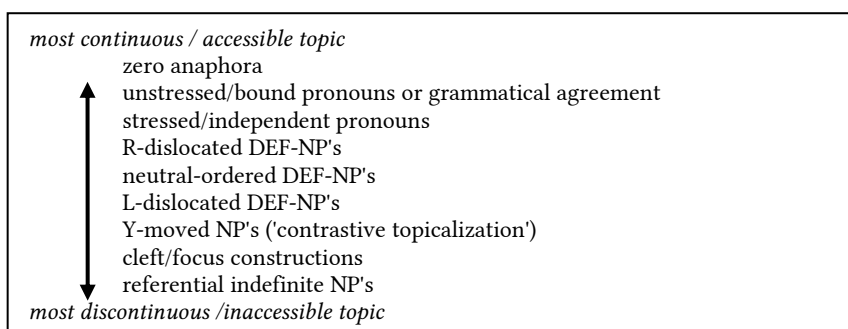 most continuous / accessible topic
zero anaphora
unstressed/bound pronouns or grammatical agreement
stressed/independent pronouns
R-dislocated DEF-NP's
neutral-ordered DEF-NP's
L-dislocated DEF-NP's
Y-moved NP's ('contrastive topicalization')
cleft/focus constructions
referential indefinite NP's
most discontinuous /inaccessible topic